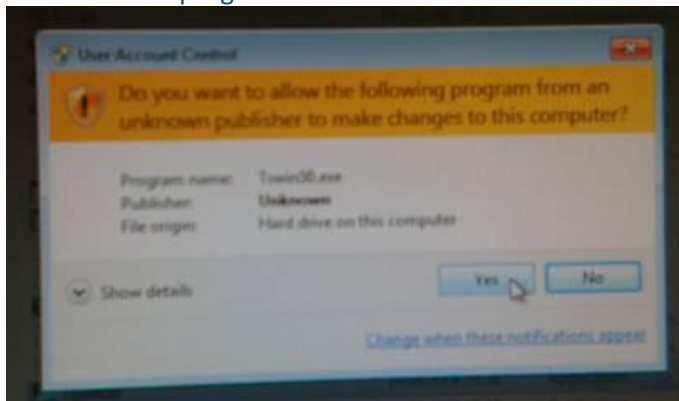 User Account Control
Do you want to allow the following program from an
unknown publisher to make changes to this computer?
Program name:
Publisher: Unknown
File origin: Hard drive on this computer
Show details
Yes
No
Change when these notifications appear